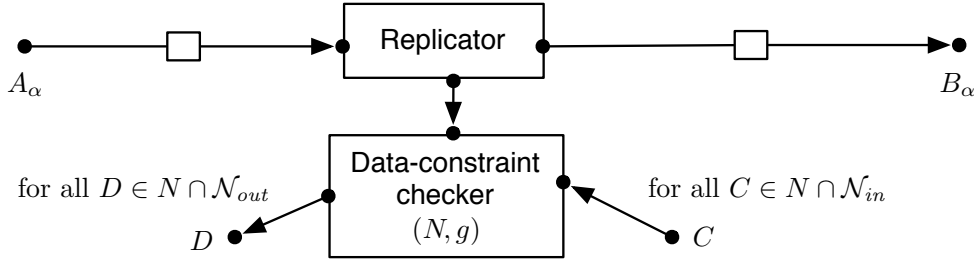 Replicator
A_α
B_α
Data-constraint
checker
(N, g)
for all D ∈ N ∩ 𝒩_out
for all C ∈ N ∩ 𝒩_in
D
C